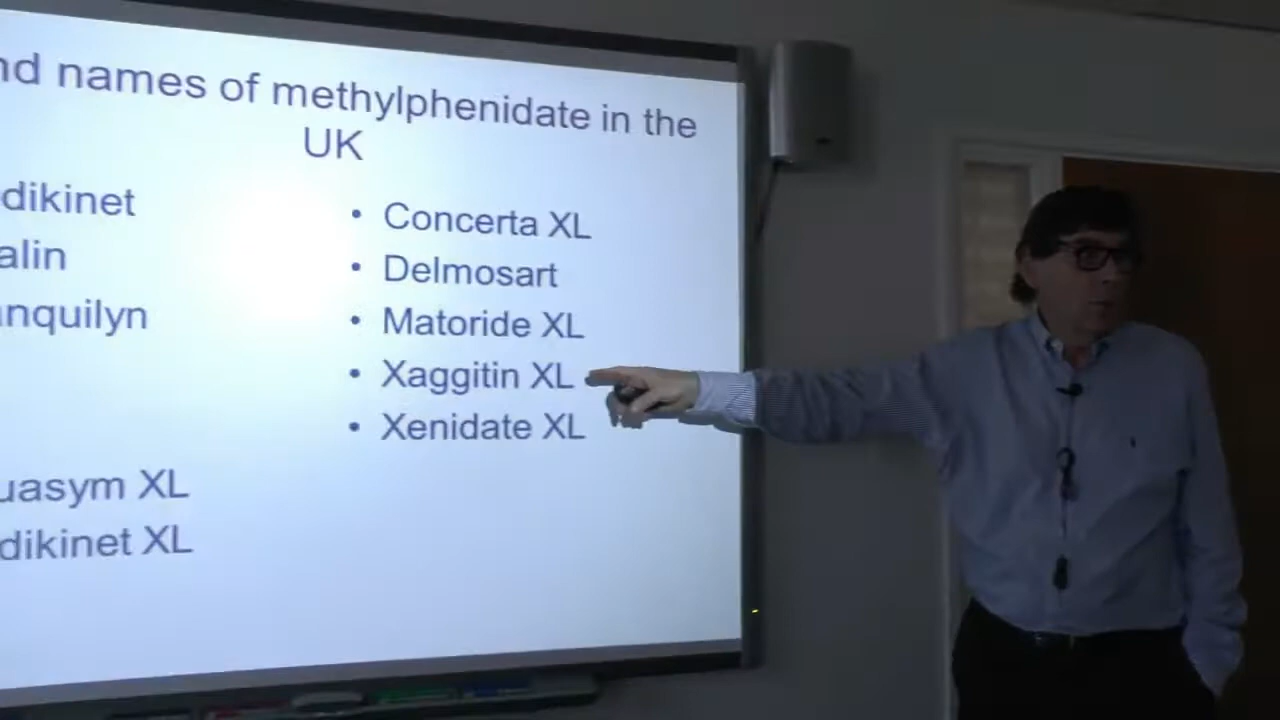 nd names of methylphenidate in the
UK
dikinet
alin
nquilyn
uasym XL
dikinet XL
• Concerta XL
• Delmosart
• Matoride XL
• Xaggitin XL
• Xenidate XL